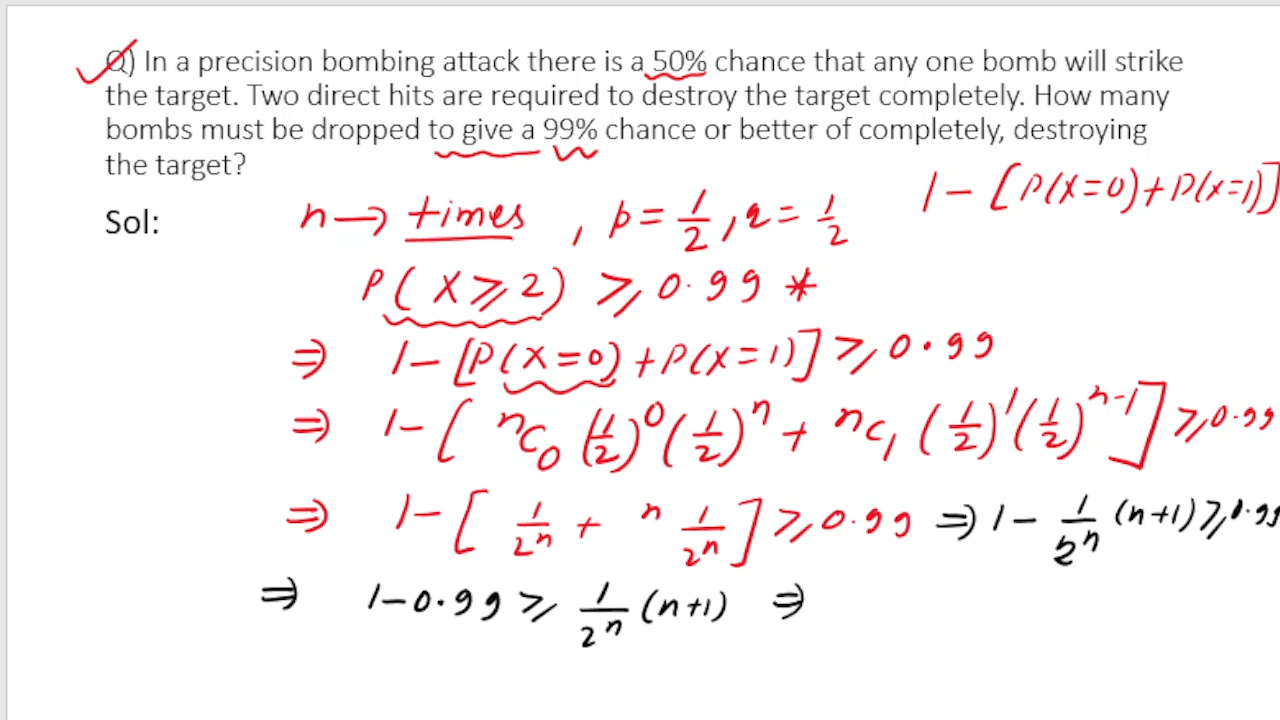 Q) In a precision bombing attack there is a 50% chance that any one bomb will strike
the target. Two direct hits are required to destroy the target completely. How many
bombs must be dropped to give a 99% chance or better of completely, destroying
the target?
1 - [P(X=0)+P(X=1)]
Sol: n → times , p = 1/2 , q = 1/2
P(X ⩾ 2) ⩾ 0.99 *
⇒ 1 - [P(X=0) + P(X=1)] ⩾ 0.99
⇒ 1 - [ⁿC₀ (1/2)⁰ (1/2)ⁿ + ⁿC₁ (1/2)¹ (1/2)ⁿ⁻¹] ⩾ 0.99
⇒ 1 - [1/2ⁿ + n 1/2ⁿ] ⩾ 0.99 ⇒ 1 - 1/2ⁿ (n+1) ⩾ 0.99
⇒ 1 - 0.99 ⩾ 1/2ⁿ (n+1) ⇒